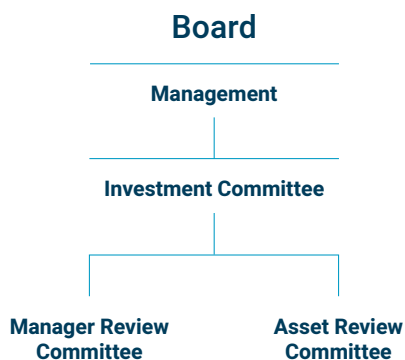 Board
Management
Investment Committee
Manager Review
Committee
Asset Review
Committee